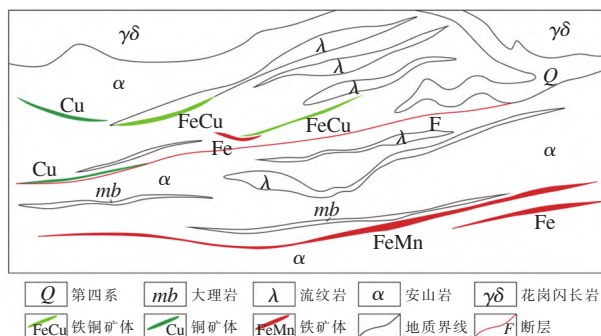 γδ
γδ
λ
α
λ
Q
λ
Cu
FeCu
FeCu
F
Fe
λ
α
Cu
α
λ
mb
mb
Fe
FeMn
α
Q 第四系 mb 大理岩 λ 流纹岩 α 安山岩 γδ 花岗闪长岩
FeCu 铁铜矿体 Cu 铜矿体 FeMn 铁矿体 地质界线 F 断层